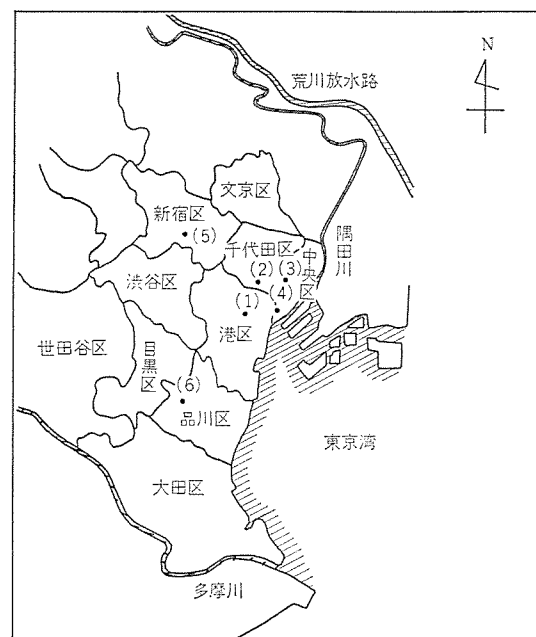 N
荒川放水路
文京区
新宿区
(5)
千代田区
隅田川
中央区
(2)
(3)
渋谷区
(1)
(4)
港区
世田谷区
目黒区
(6)
品川区
東京湾
大田区
多摩川